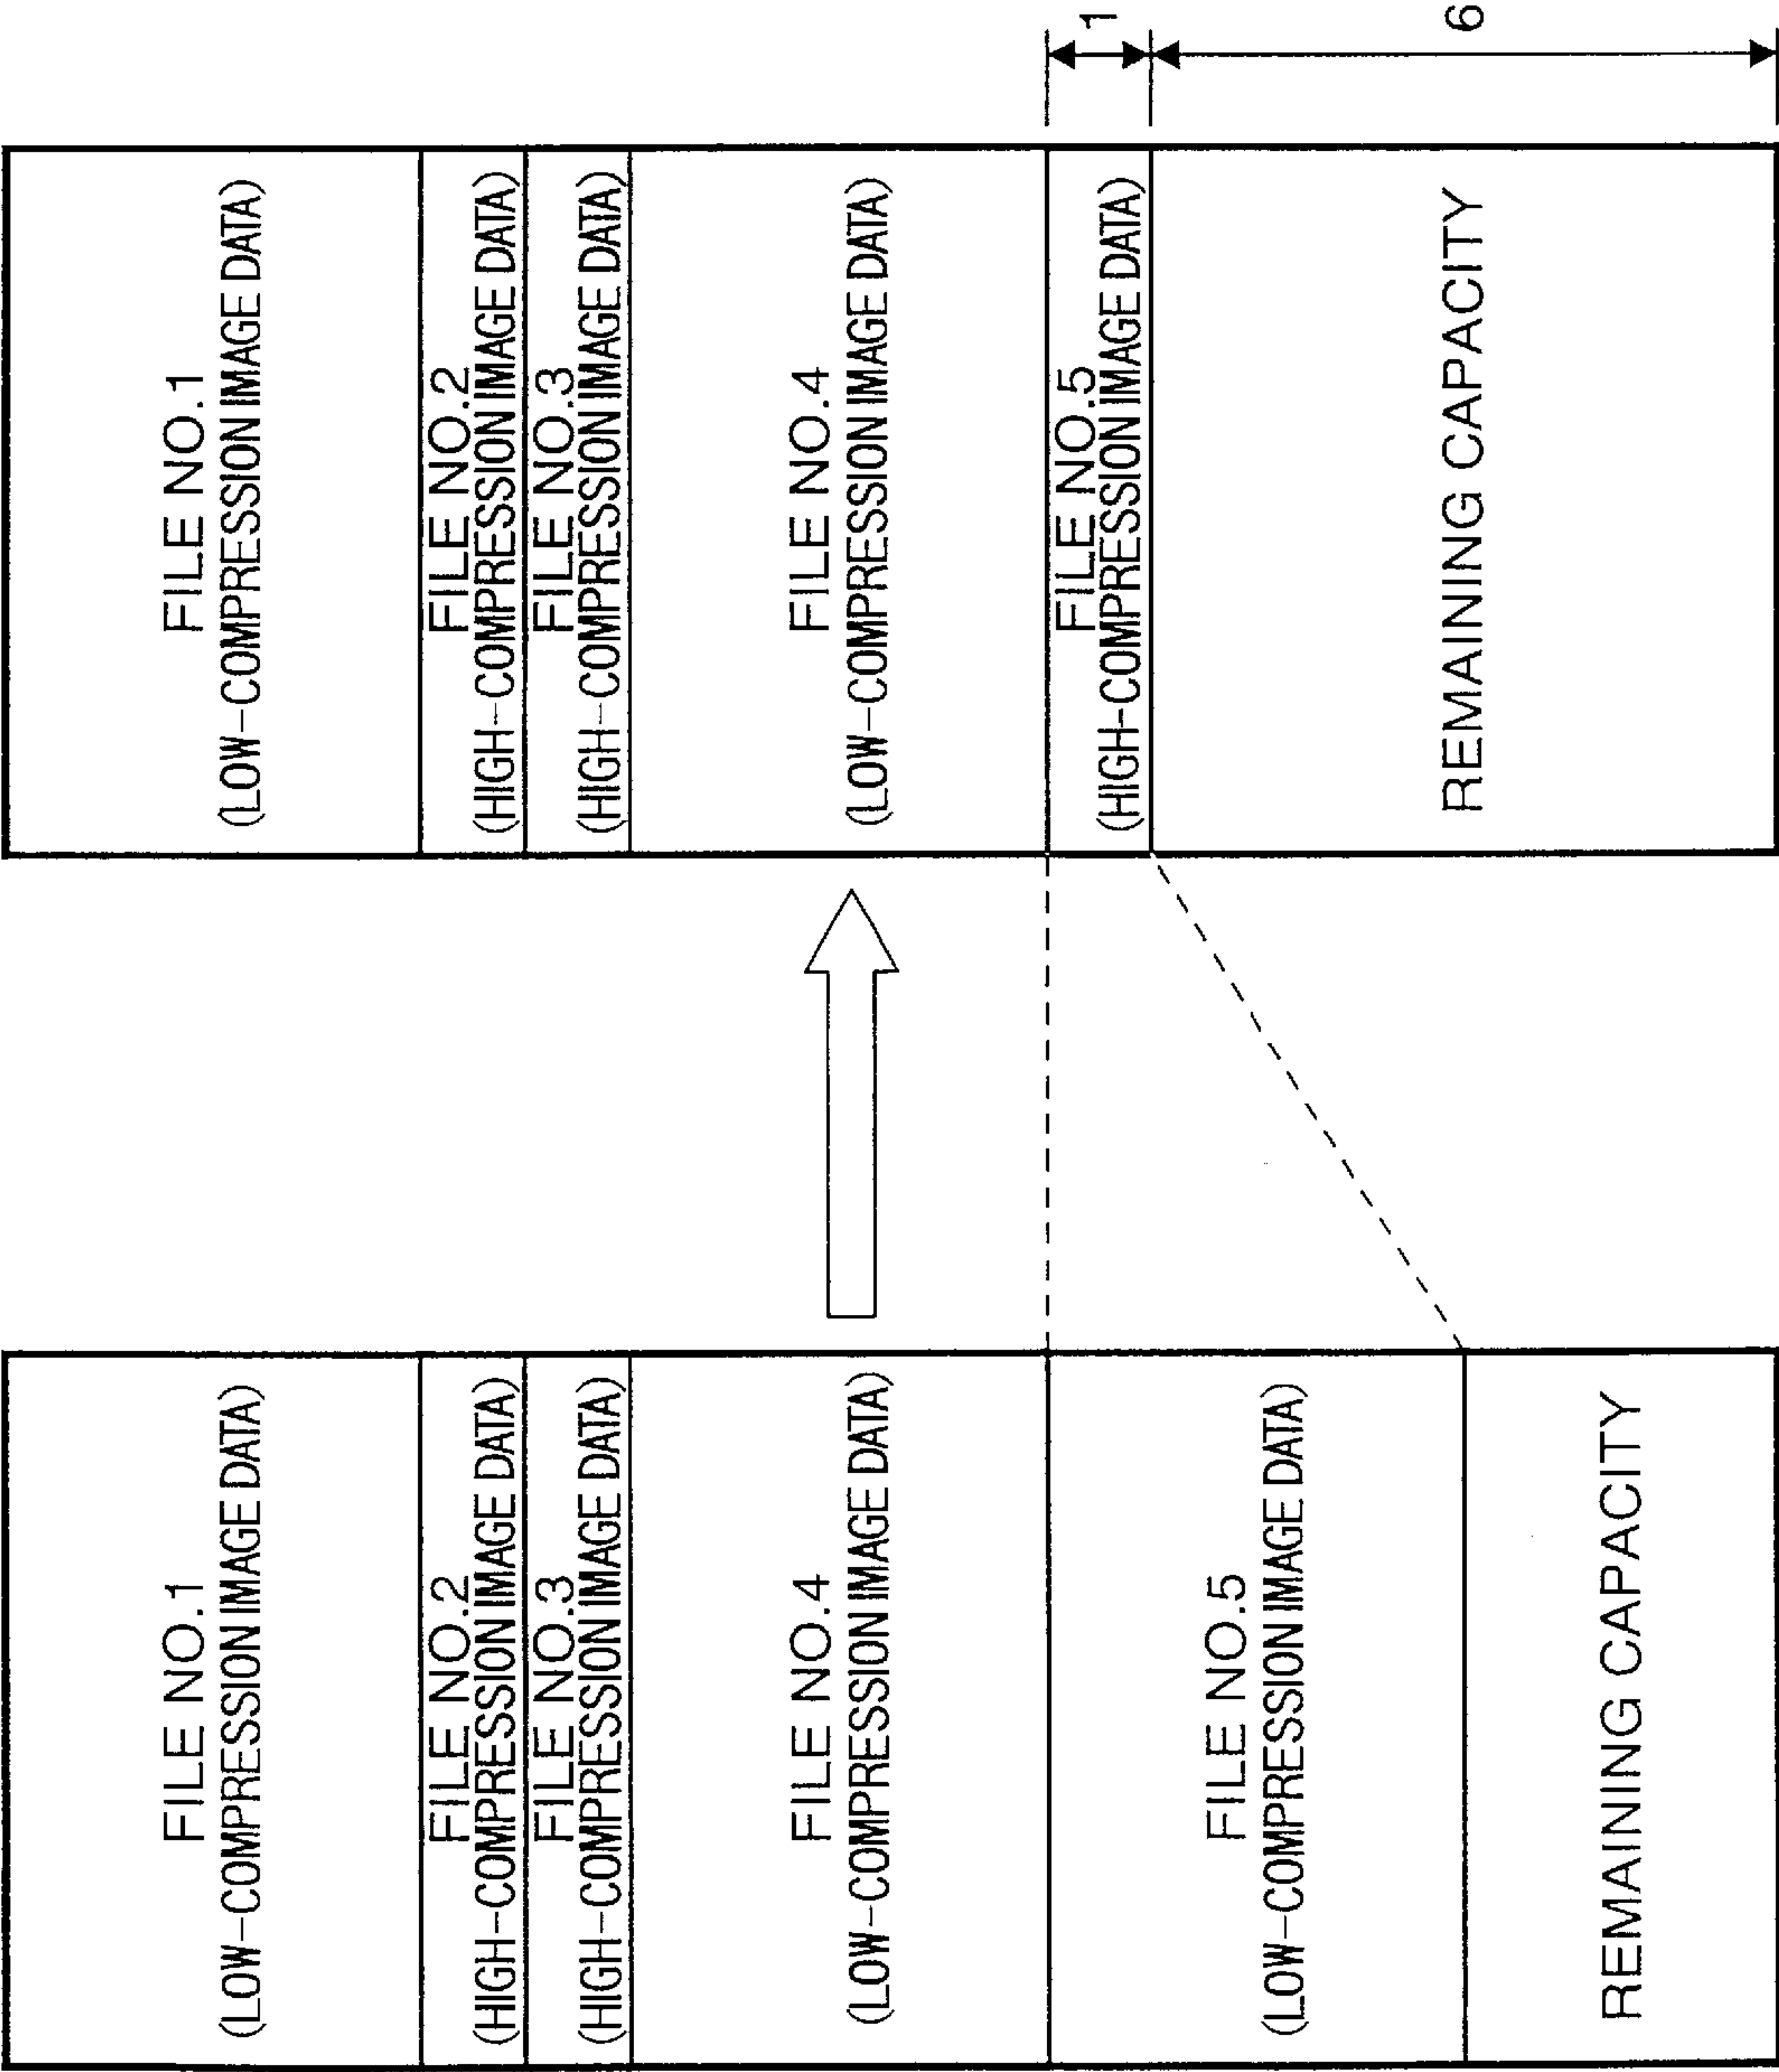 FILE NO.1
(LOW-COMPRESSION IMAGE DATA)
FILE NO.2
(HIGH-COMPRESSION IMAGE DATA)
FILE NO.3
(HIGH-COMPRESSION IMAGE DATA)
FILE NO.4
(LOW-COMPRESSION IMAGE DATA)
FILE NO.5
(LOW-COMPRESSION IMAGE DATA)
REMAINING CAPACITY
FILE NO.1
(LOW-COMPRESSION IMAGE DATA)
FILE NO.2
(HIGH-COMPRESSION IMAGE DATA)
FILE NO.3
(HIGH-COMPRESSION IMAGE DATA)
FILE NO.4
(LOW-COMPRESSION IMAGE DATA)
FILE NO.5
(HIGH-COMPRESSION IMAGE DATA)
REMAINING CAPACITY
1
6